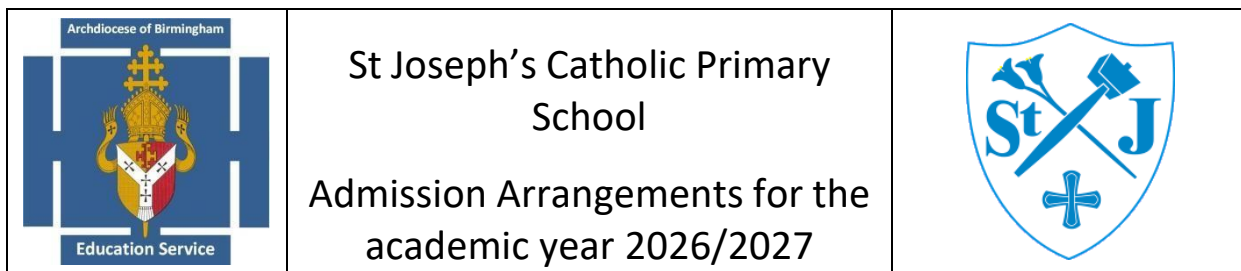 Archdiocese of Birmingham
Education Service
St Joseph’s Catholic Primary
School
Admission Arrangements for the
academic year 2026/2027
St J